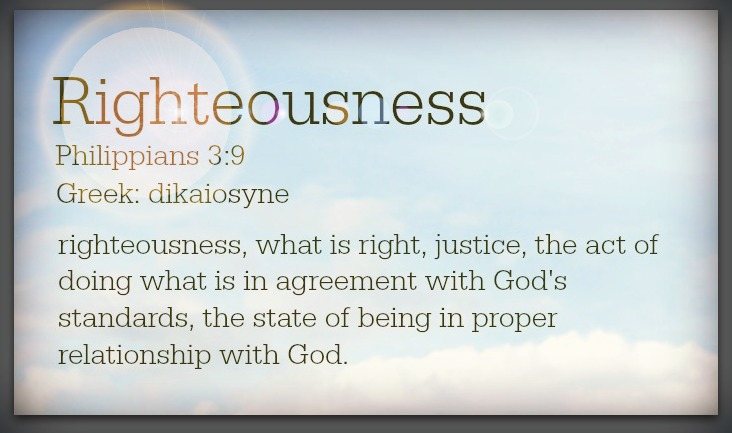 Righteousness
Philippians 3:9
Greek: dikaiosyne
righteousness, what is right, justice, the act of
doing what is in agreement with God's
standards, the state of being in proper
relationship with God.